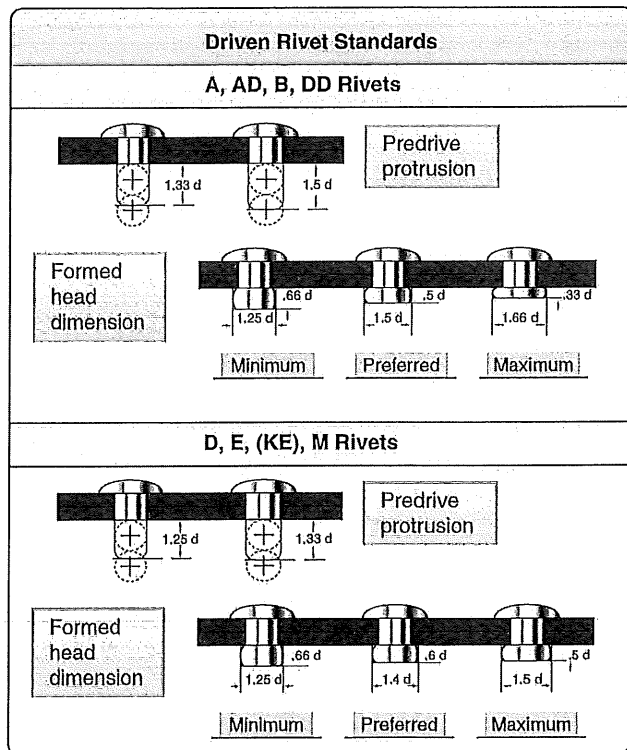 Driven Rivet Standards
A, AD, B, DD Rivets
Predrive
protrusion
1.33 d
1.5 d
Formed
head
dimension
.66 d
1.25 d
.5 d
1.5 d
.33 d
1.66 d
Minimum
Preferred
Maximum
D, E, (KE), M Rivets
Predrive
protrusion
1.25 d
1.33 d
Formed
head
dimension
.66 d
1.25 d
.6 d
1.4 d
.5 d
1.5 d
Minimum
Preferred
Maximum